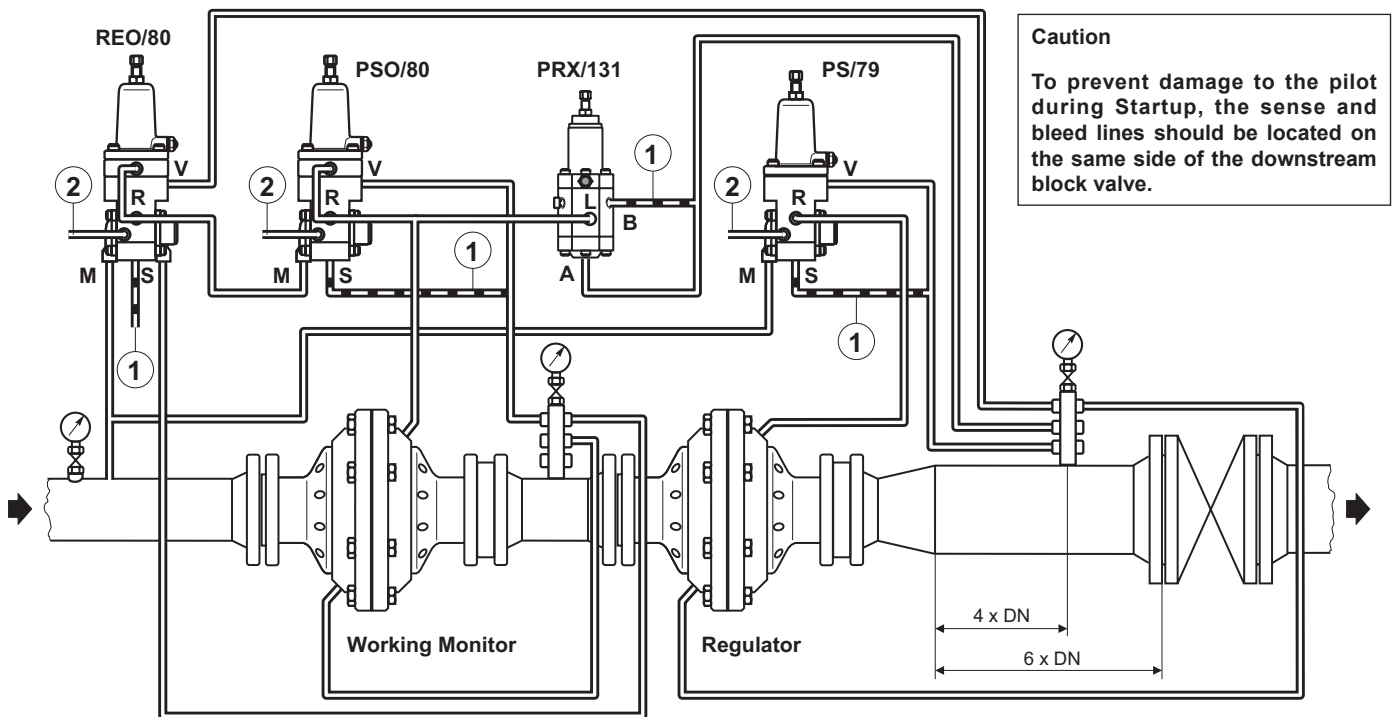 REO/80
PSO/80
PRX/131
PS/79
Caution
To prevent damage to the pilot
during Startup, the sense and
bleed lines should be located on
the same side of the downstream
block valve.
1
V
V
V
2
R
2
R
L
B
2
R
M
S
M
S
1
A
M
S
1
1
4 x DN
Working Monitor
Regulator
6 x DN